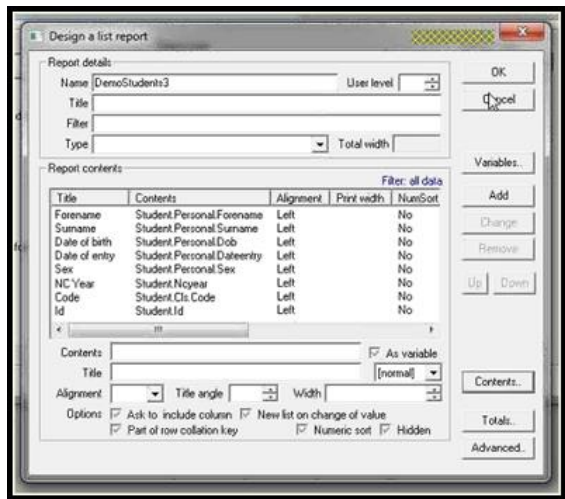 Design a list report
Report details
Name DemoStudents3 User level
Title
Filter
Type Total width
OK
Cancel
Report contents
Filter: all data
Title Contents Alignment Print width NumSort
Forename Student.Personal.Forename Left No
Surname Student.Personal.Surname Left No
Date of birth Student.Personal.Dob Left No
Date of entry Student.Personal.Dateentry Left No
Sex Student.Personal.Sex Left No
NC Year Student.Ncyear Left No
Code Student.Cls.Code Left No
Id Student.Id Left No
Variables..
Add
Change
Remove
Up Down
Contents As variable
Title [normal]
Alignment Title angle Width
Options Ask to include column New list on change of value
Part of row collation key Numeric sort Hidden
Contents..
Totals..
Advanced..